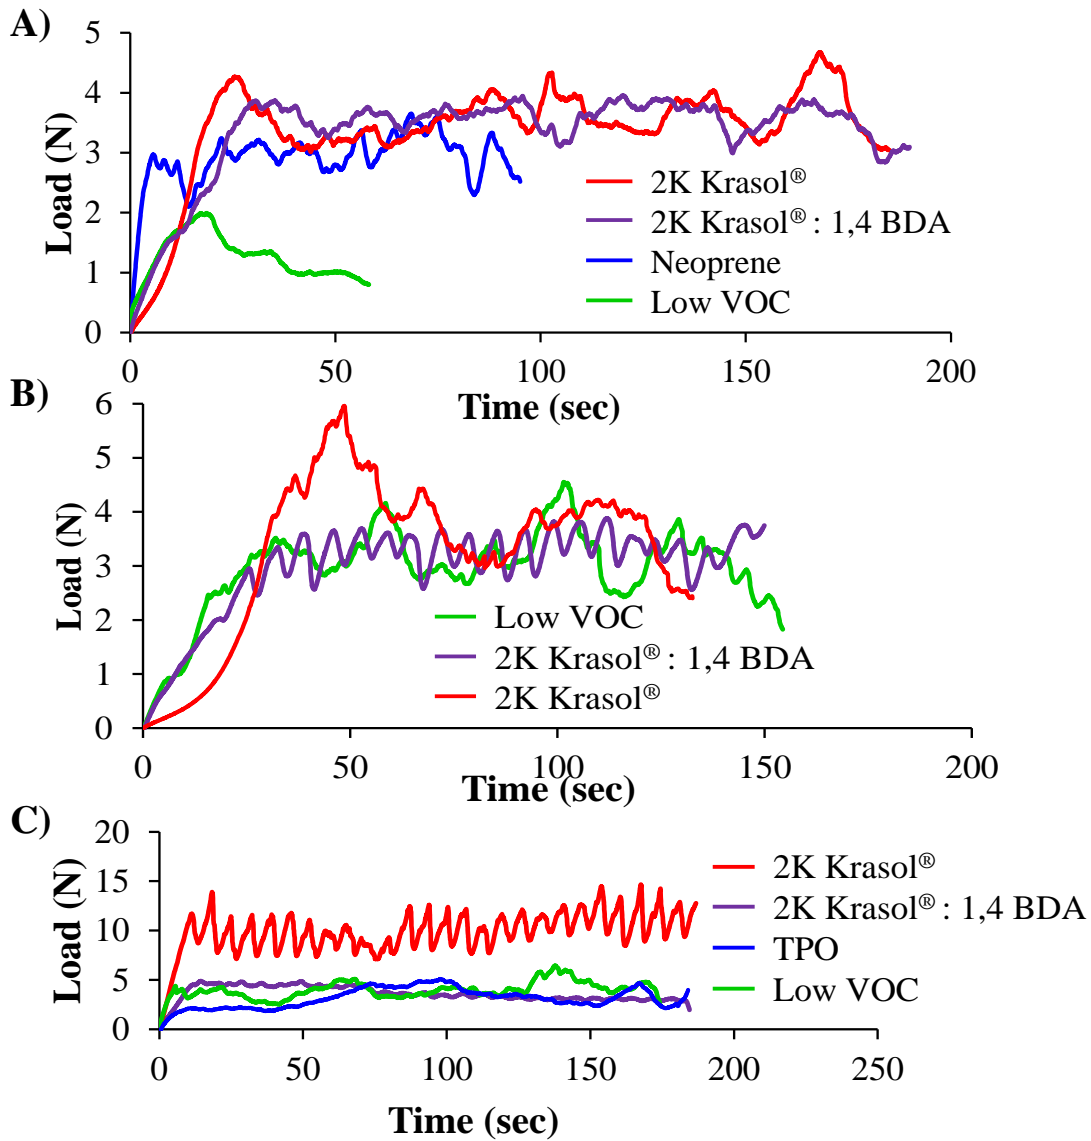 A)
5
4
3
2
1
0
Load (N)
2K Krasol®
2K Krasol® : 1,4 BDA
Neoprene
Low VOC
0 50 100 150 200
Time (sec)
B)
6
5
4
3
2
1
0
Load (N)
Low VOC
2K Krasol® : 1,4 BDA
2K Krasol®
0 50 100 150 200
Time (sec)
C)
20
15
10
5
0
Load (N)
2K Krasol®
2K Krasol® : 1,4 BDA
TPO
Low VOC
0 50 100 150 200 250
Time (sec)